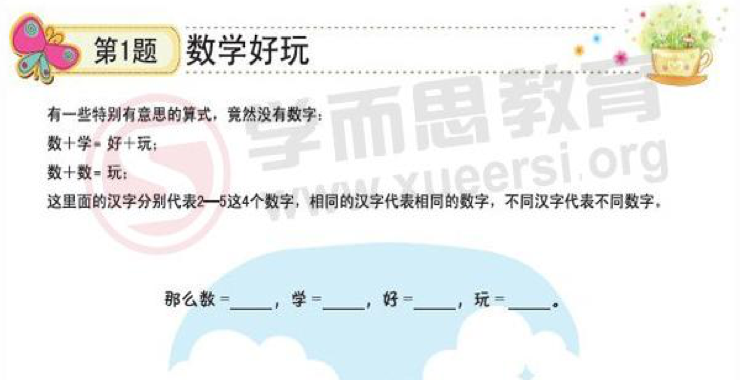 第1题 数学好玩
有一些特别有意思的算式，竟然没有数字：
数＋学＝好＋玩；
数＋数＝玩；
这里面的汉字分别代表2—5这4个数字，相同的汉字代表相同的数字，不同汉字代表不同数字。
那么数＝____，学＝____，好＝____，玩＝____。
学而思教育
www.xueersi.org